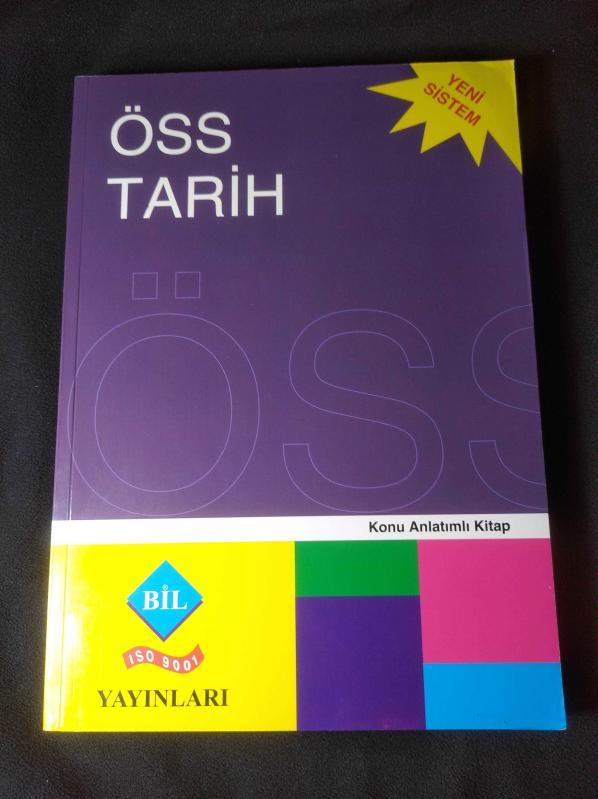 YENİ
SİSTEM
ÖSS
TARİH
ÖSS
Konu Anlatımlı Kitap
BİL
ISO 9001
YAYINLARI